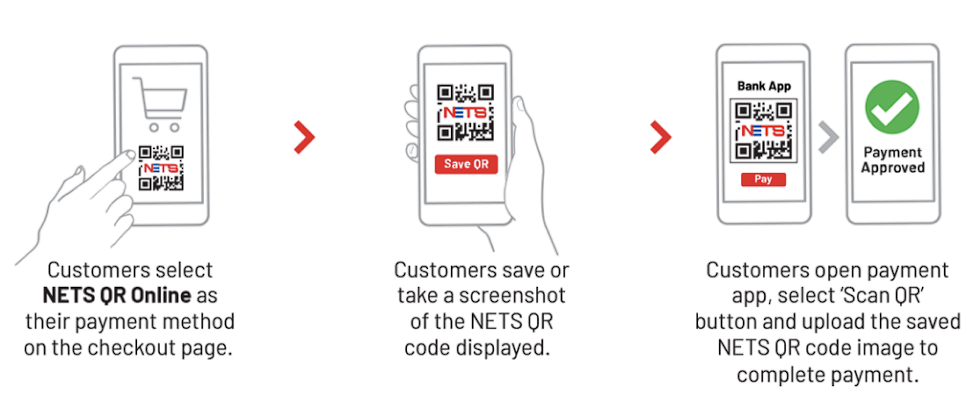 NETS
Customers select
NETS QR Online as
their payment method
on the checkout page.
NETS
Save QR
Customers save or
take a screenshot
of the NETS QR
code displayed.
Bank App
NETS
Pay
Payment
Approved
Customers open payment
app, select ‘Scan QR’
button and upload the saved
NETS QR code image to
complete payment.